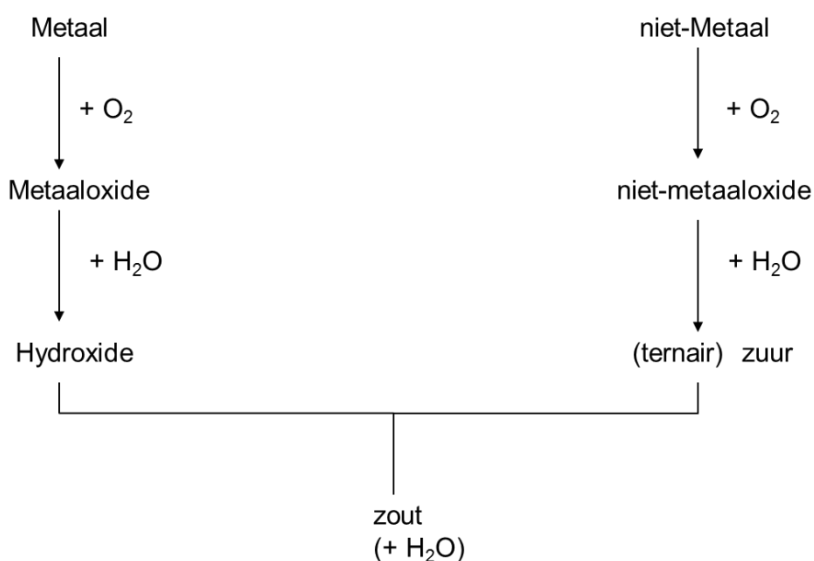 Metaal
niet-Metaal
+ O₂
+ O₂
Metaaloxide
niet-metaaloxide
+ H₂O
+ H₂O
Hydroxide
(ternair) zuur
zout
(+ H₂O)